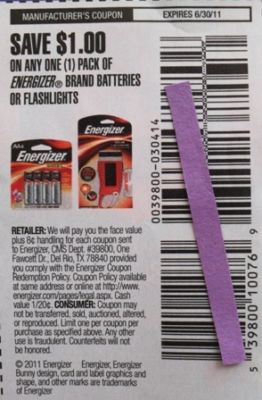 MANUFACTURER'S COUPON
EXPIRES 6/30/11
SAVE $1.00
ON ANY ONE (1) PACK OF
ENERGIZER® BRAND BATTERIES
OR FLASHLIGHTS
AA4
Energizer
Energizer
RETAILER: We will pay you the face value
plus 8¢ handling for each coupon sent
to Energizer, CMS Dept. #39800, One
Fawcett Dr., Del Rio, TX 78840 provided
you comply with the Energizer Coupon
Redemption Policy. Coupon Policy available
at same address or online at http://www.
energizer.com/pages/legal.aspx. Cash
value 1/20¢. CONSUMER: Coupon may
not be transferred, sold, auctioned, altered,
or reproduced. Limit one coupon per
purchase as specified above. Any other
use is fraudulent. Counterfeits will not
be honored.
© 2011 Energizer Energizer, Energizer
Bunny design, card and label graphics and
shape, and other marks are trademarks
of Energizer
0039800-030414
5 39800 10076 9